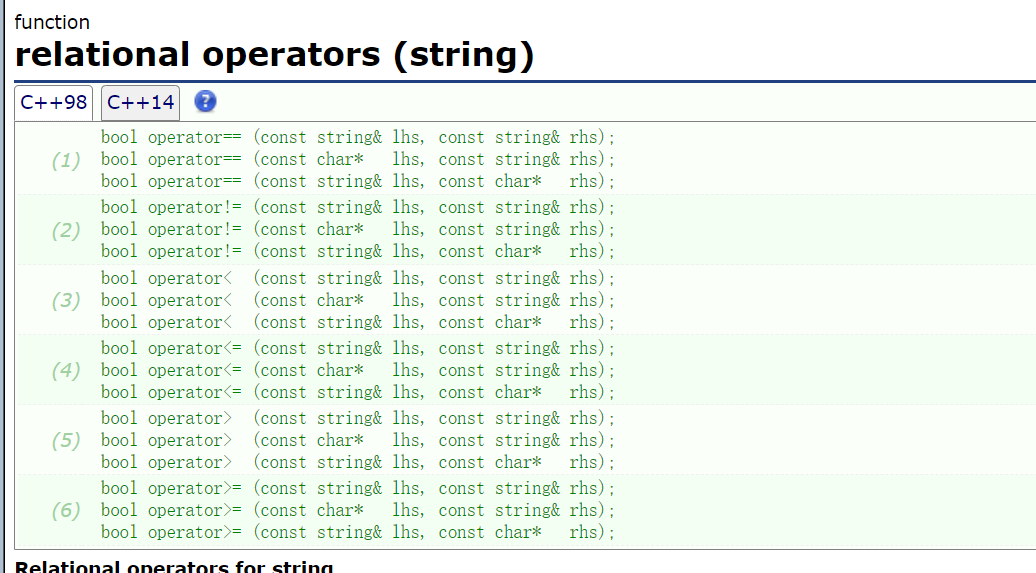 function
relational operators (string)
C++98 C++14 ?
bool operator== (const string& lhs, const string& rhs);
(1) bool operator== (const char*   lhs, const string& rhs);
bool operator== (const string& lhs, const char*   rhs);
bool operator!= (const string& lhs, const string& rhs);
(2) bool operator!= (const char*   lhs, const string& rhs);
bool operator!= (const string& lhs, const char*   rhs);
bool operator<  (const string& lhs, const string& rhs);
(3) bool operator<  (const char*   lhs, const string& rhs);
bool operator<  (const string& lhs, const char*   rhs);
bool operator<= (const string& lhs, const string& rhs);
(4) bool operator<= (const char*   lhs, const string& rhs);
bool operator<= (const string& lhs, const char*   rhs);
bool operator>  (const string& lhs, const string& rhs);
(5) bool operator>  (const char*   lhs, const string& rhs);
bool operator>  (const string& lhs, const char*   rhs);
bool operator>= (const string& lhs, const string& rhs);
(6) bool operator>= (const char*   lhs, const string& rhs);
bool operator>= (const string& lhs, const char*   rhs);
Relational operators for string